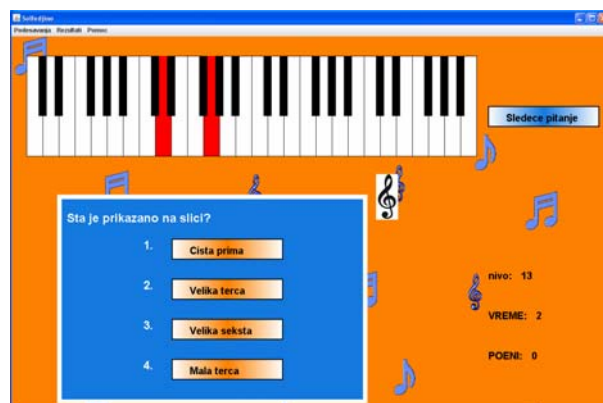 Solfedjino
Podesavanja Rezultati Pomoc
Sledece pitanje
Sta je prikazano na slici?
1. Cista prima
2. Velika terca
3. Velika seksta
4. Mala terca
nivo: 13
VREME: 2
POENI: 0